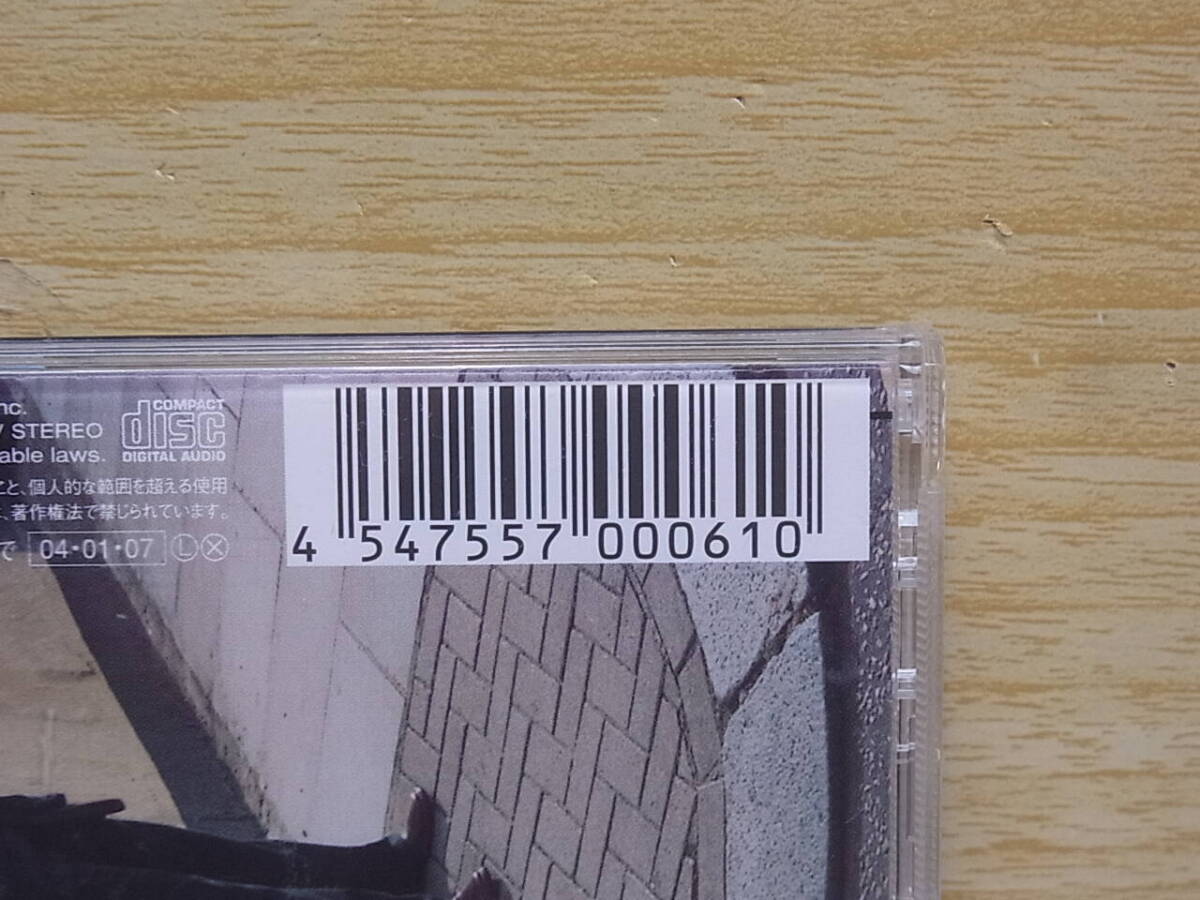 nc.
/ STEREO
able laws.
COMPACT
disc
DIGITAL AUDIO
こと、個人的な範囲を超える使用
、著作権法で禁じられています。
で 04・01・07 Ⓛ Ⓧ
4 547557 000610